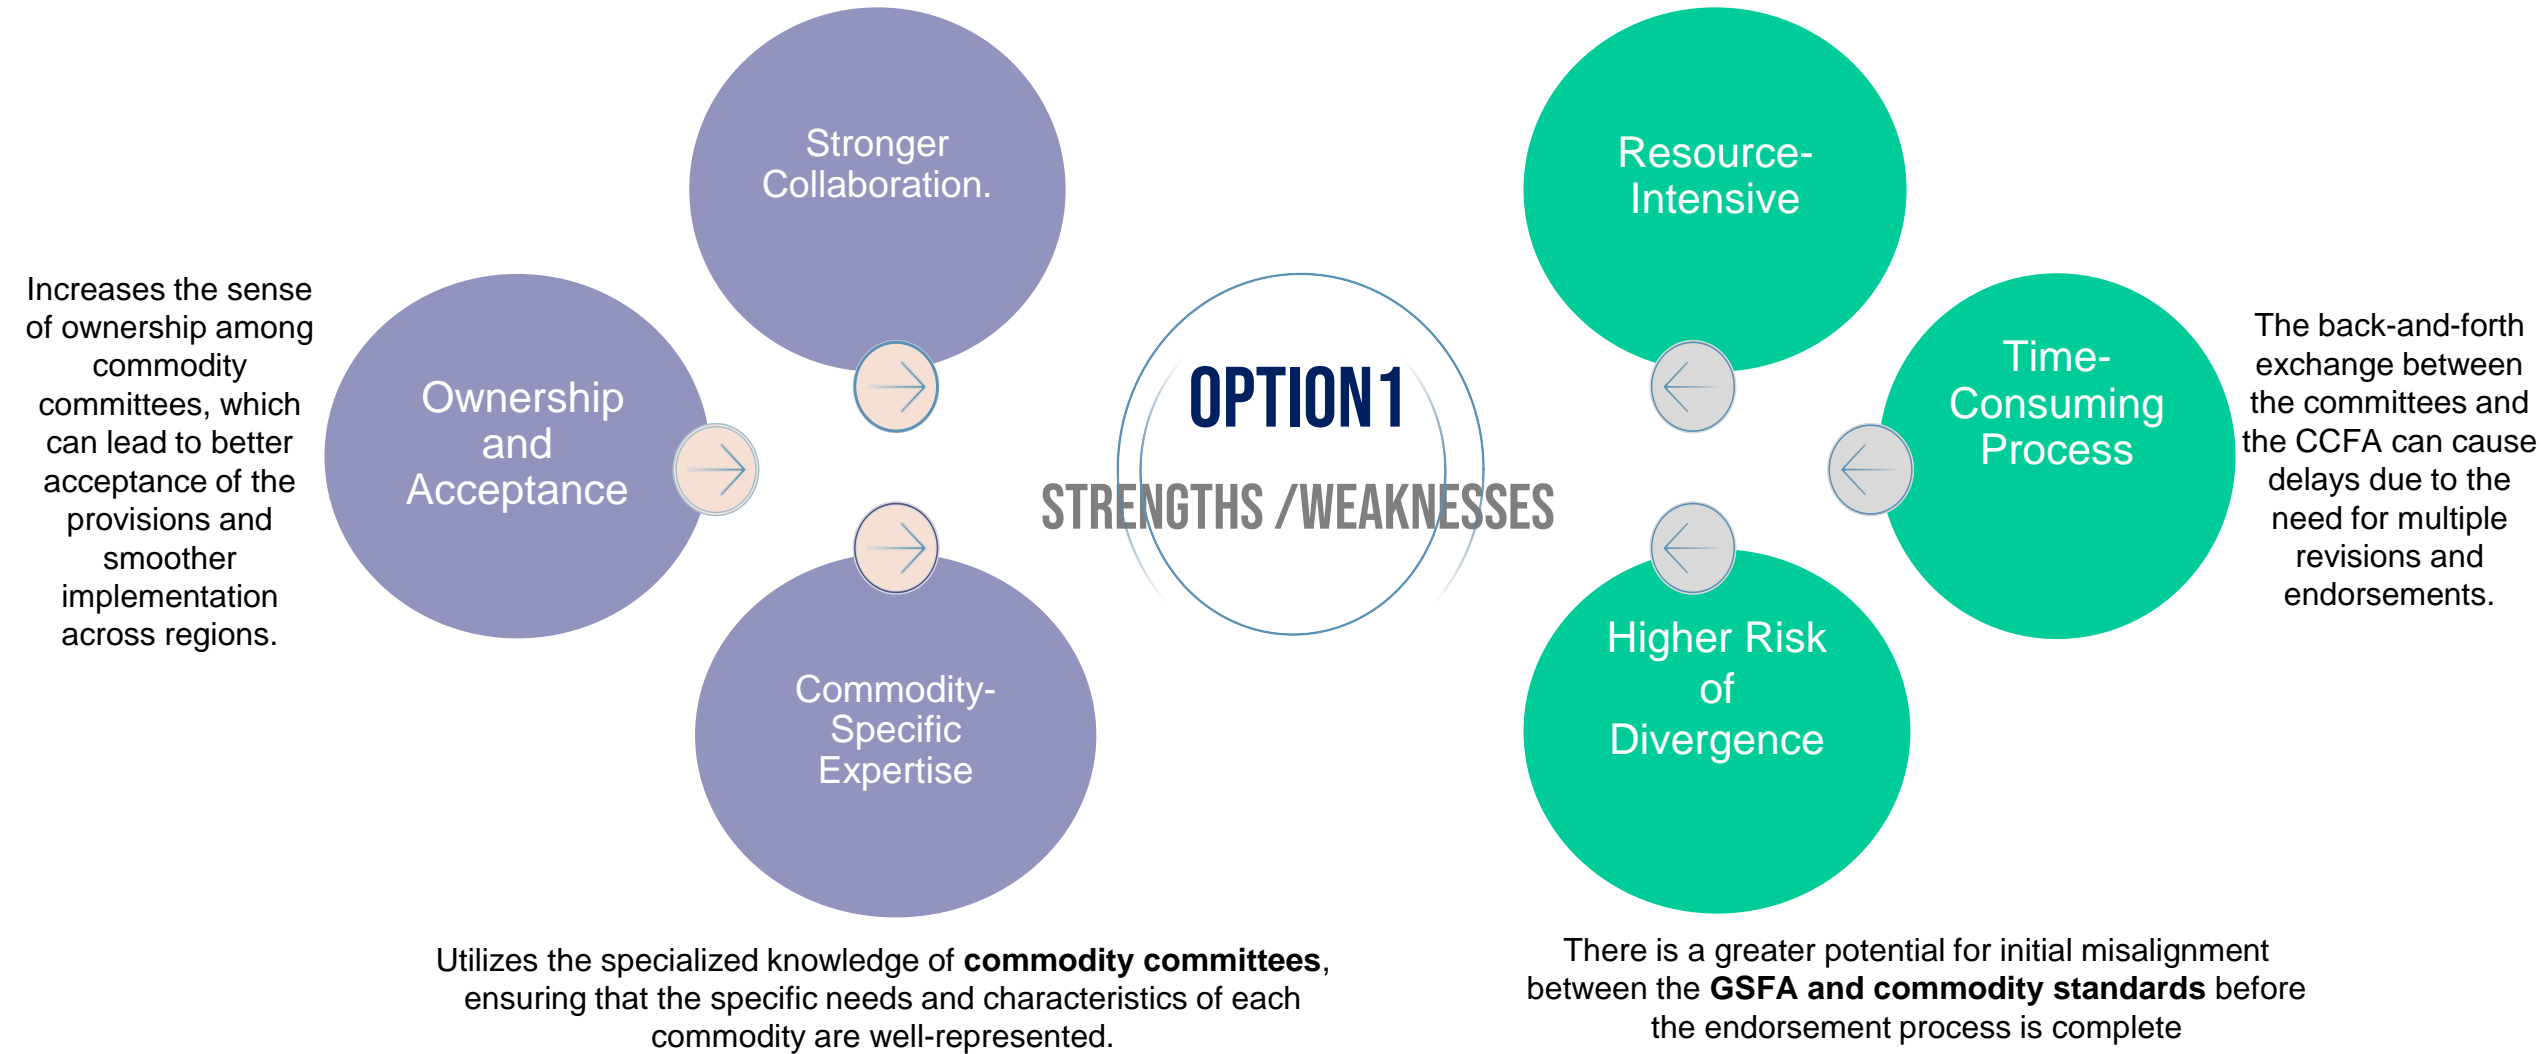 Stronger
Collaboration.
Resource-
Intensive
Increases the sense
of ownership among
commodity
committees, which
can lead to better
acceptance of the
provisions and
smoother
implementation
across regions.
Ownership
and
Acceptance
OPTION1
STRENGTHS /WEAKNESSES
Time-
Consuming
Process
The back-and-forth
exchange between
the committees and
the CCFA can cause
delays due to the
need for multiple
revisions and
endorsements.
Commodity-
Specific
Expertise
Higher Risk
of
Divergence
Utilizes the specialized knowledge of commodity committees,
ensuring that the specific needs and characteristics of each
commodity are well-represented.
There is a greater potential for initial misalignment
between the GSFA and commodity standards before
the endorsement process is complete